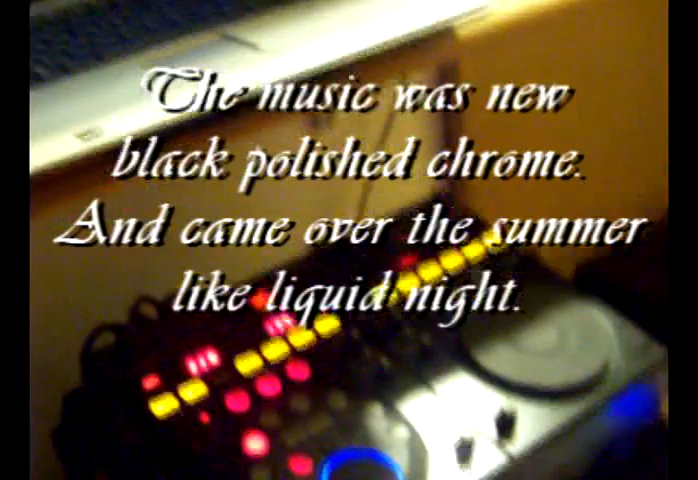 The music was new
black polished chrome.
And came over the summer
like liquid night.